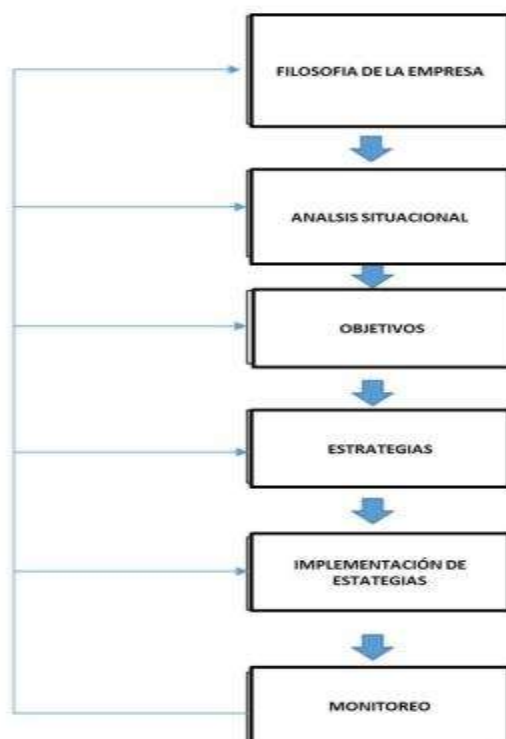 FILOSOFIA DE LA EMPRESA
ANALSIS SITUACIONAL
OBJETIVOS
ESTRATEGIAS
IMPLEMENTACIÓN DE
ESTATEGIAS
MONITOREO